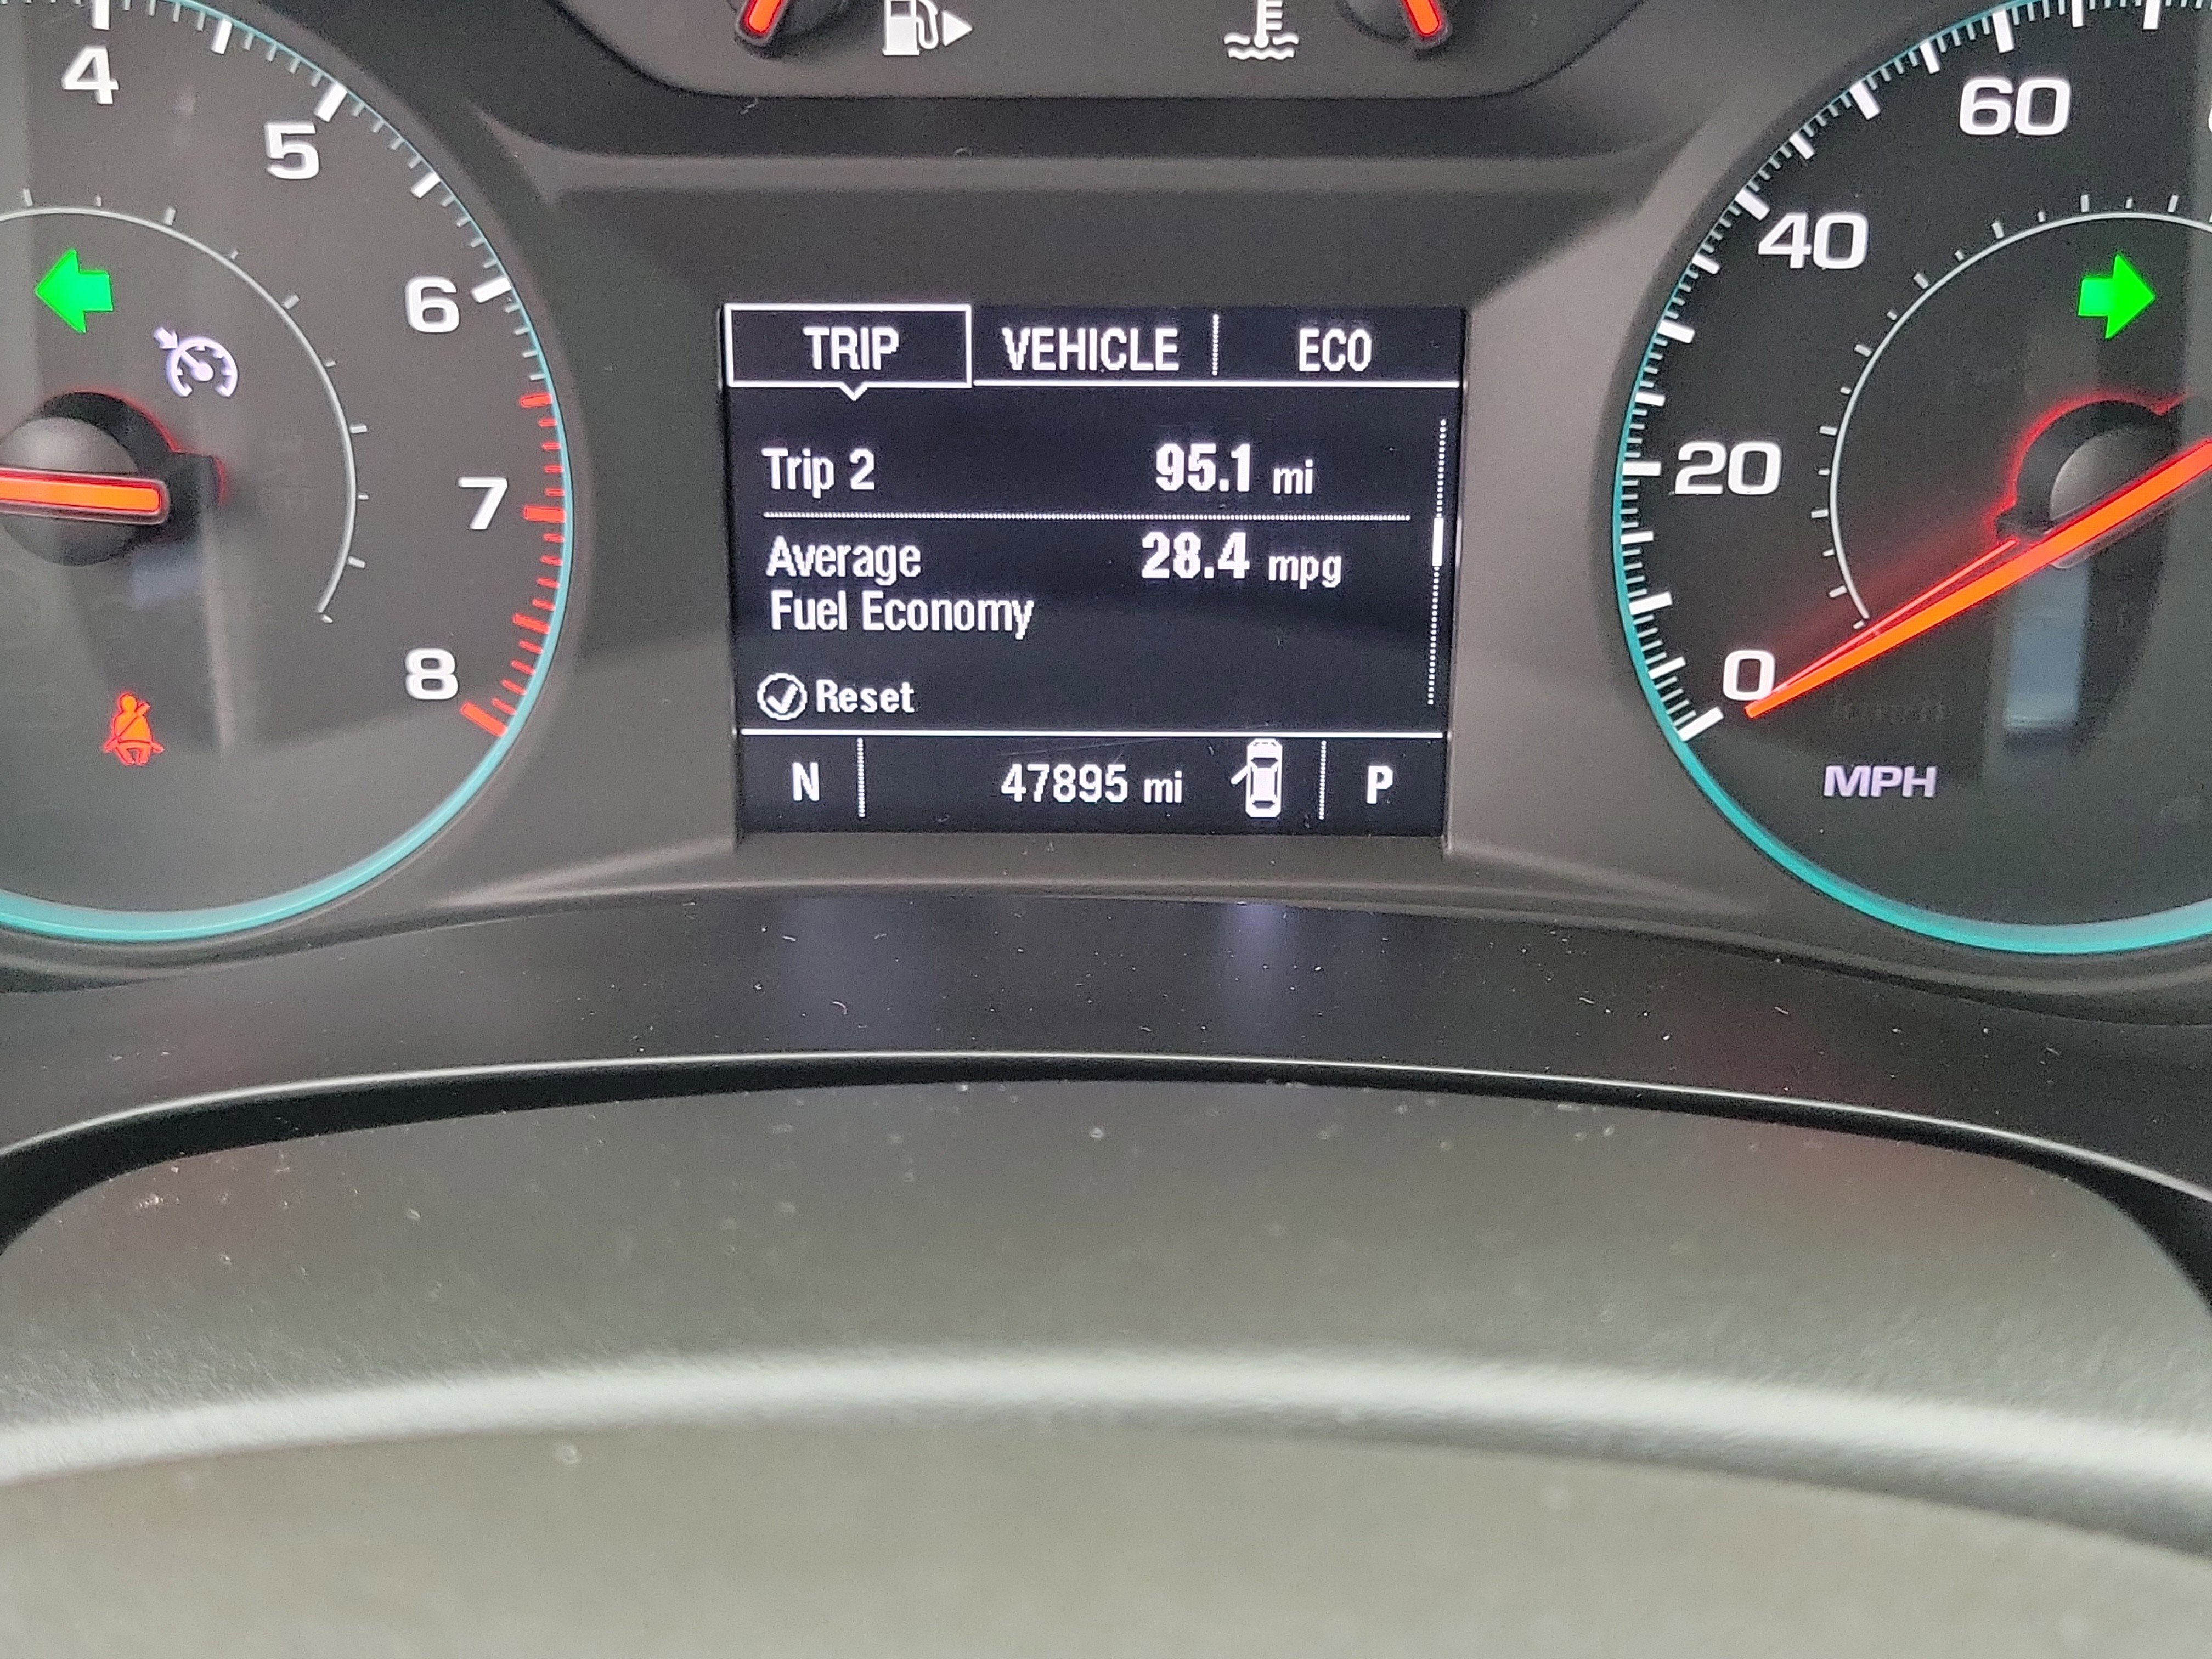 4
5
6
7
8
TRIP VEHICLE ECO
Trip 2 95.1 mi
Average 28.4 mpg
Fuel Economy
Reset
N 47895 mi P
60
40
20
0
MPH